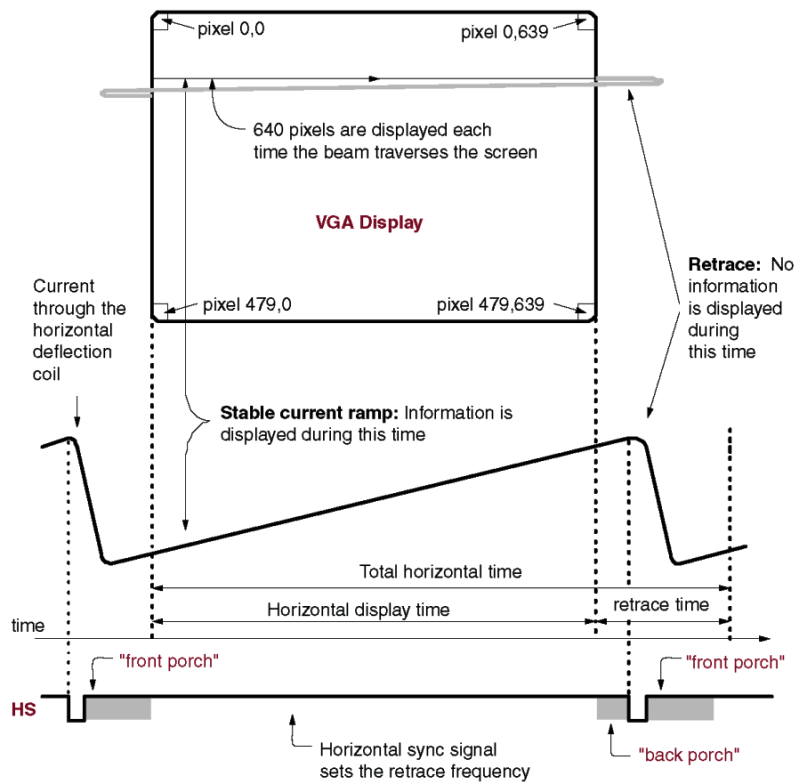 pixel 0,0
pixel 0,639
640 pixels are displayed each
time the beam traverses the screen
VGA Display
Retrace: No
information
is displayed
during
this time
Current
through the
horizontal
deflection
coil
pixel 479,0
pixel 479,639
Stable current ramp: Information is
displayed during this time
Total horizontal time
Horizontal display time
retrace time
time
"front porch"
"front porch"
HS
Horizontal sync signal
sets the retrace frequency
"back porch"